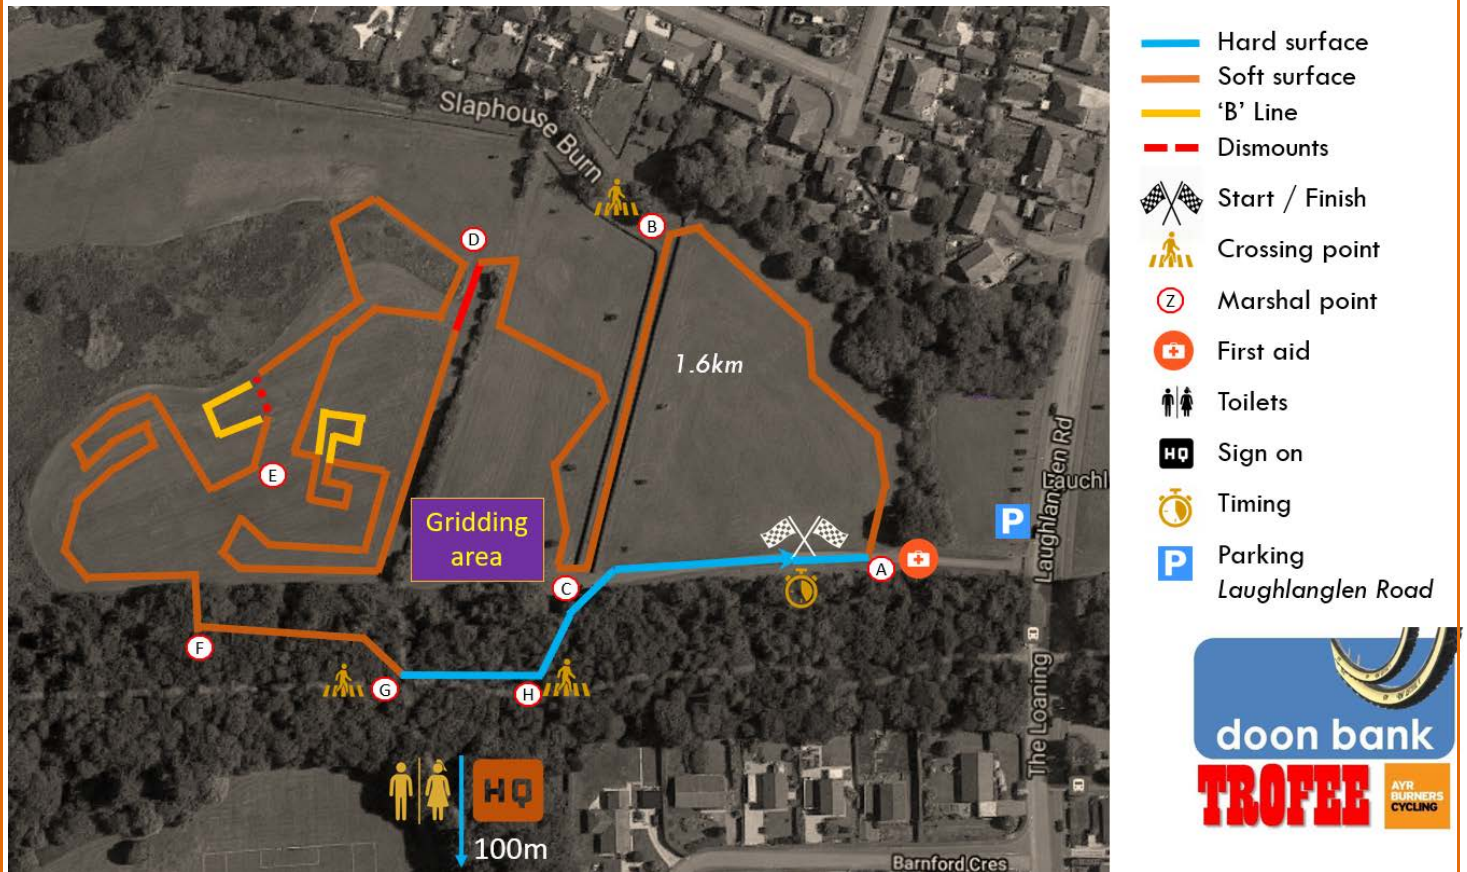 Slaphouse Burn
B
D
1.6km
E
Gridding
area
C
A
F
G
H
P
Laughlanglen Rd
Lauchl
The Loaning
HQ
100m
Barnford Cres
Hard surface
Soft surface
‘B’ Line
Dismounts
Start / Finish
Crossing point
Z
Marshal point
First aid
Toilets
HQ
Sign on
Timing
P
Parking
Laughlanglen Road
doon bank
TROFEE
AYR
BURNERS
CYCLING